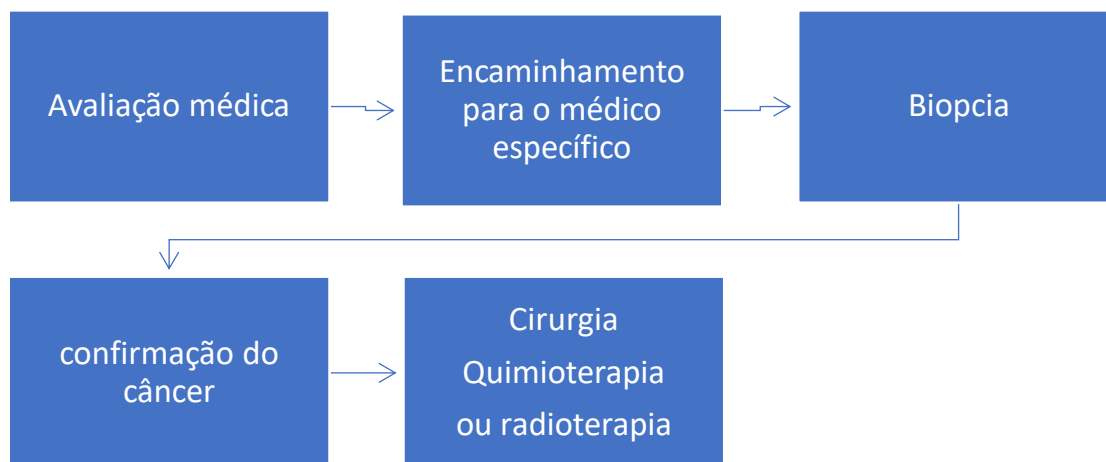 Avaliação médica
Encaminhamento
para o médico
específico
Biopcia
confirmação do
câncer
Cirurgia
Quimioterapia
ou radioterapia